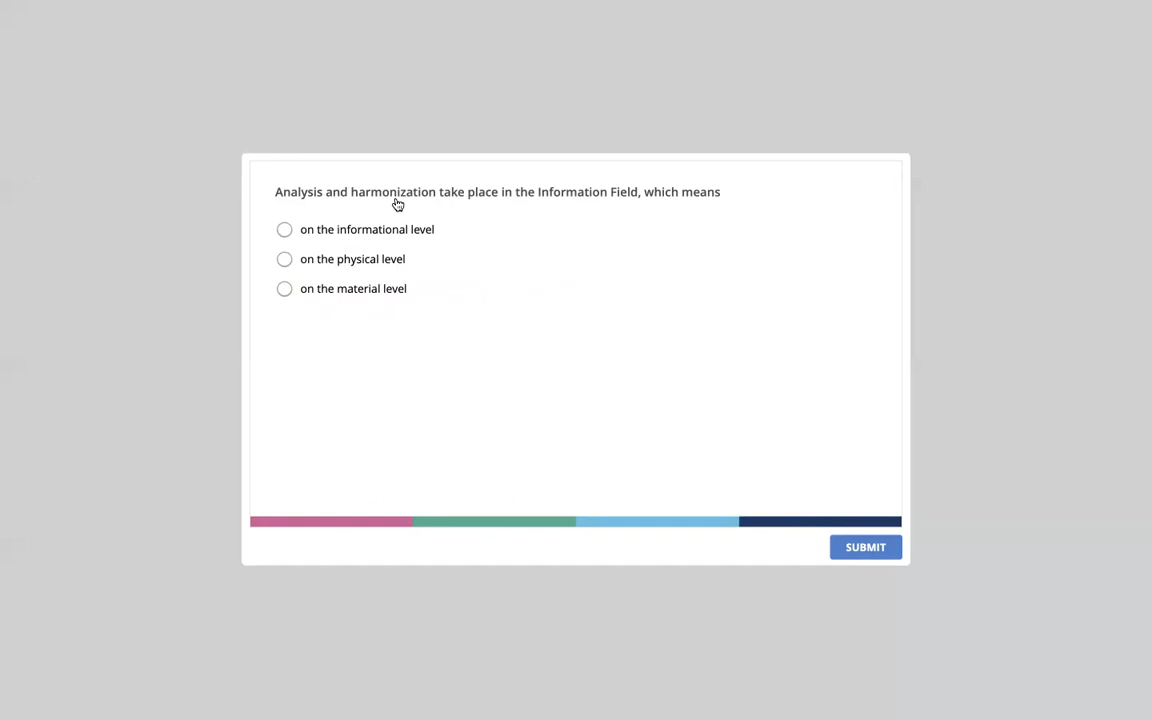 Analysis and harmonization take place in the Information Field, which means
on the informational level
on the physical level
on the material level
SUBMIT